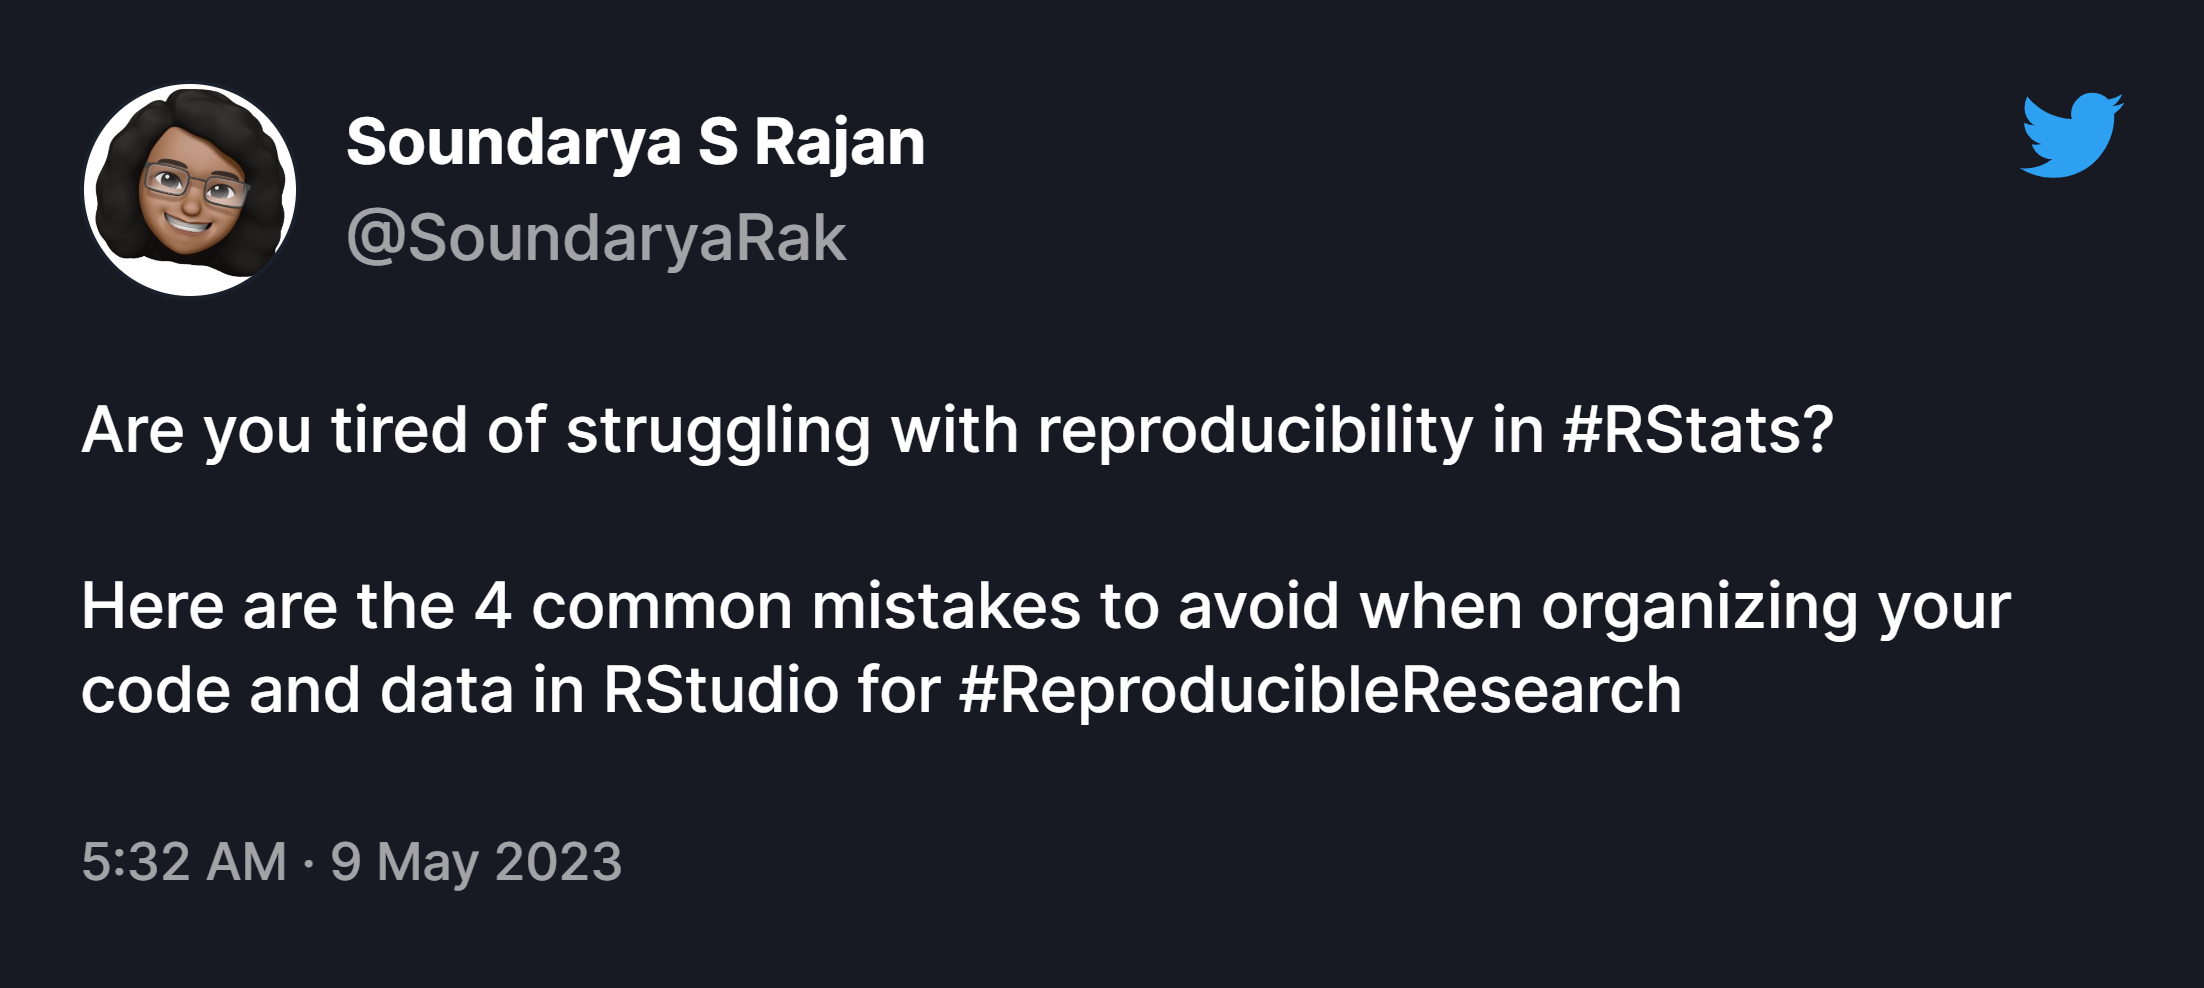 Soundarya S Rajan
@SoundaryaRak
Are you tired of struggling with reproducibility in #RStats?
Here are the 4 common mistakes to avoid when organizing your
code and data in RStudio for #ReproducibleResearch
5:32 AM · 9 May 2023